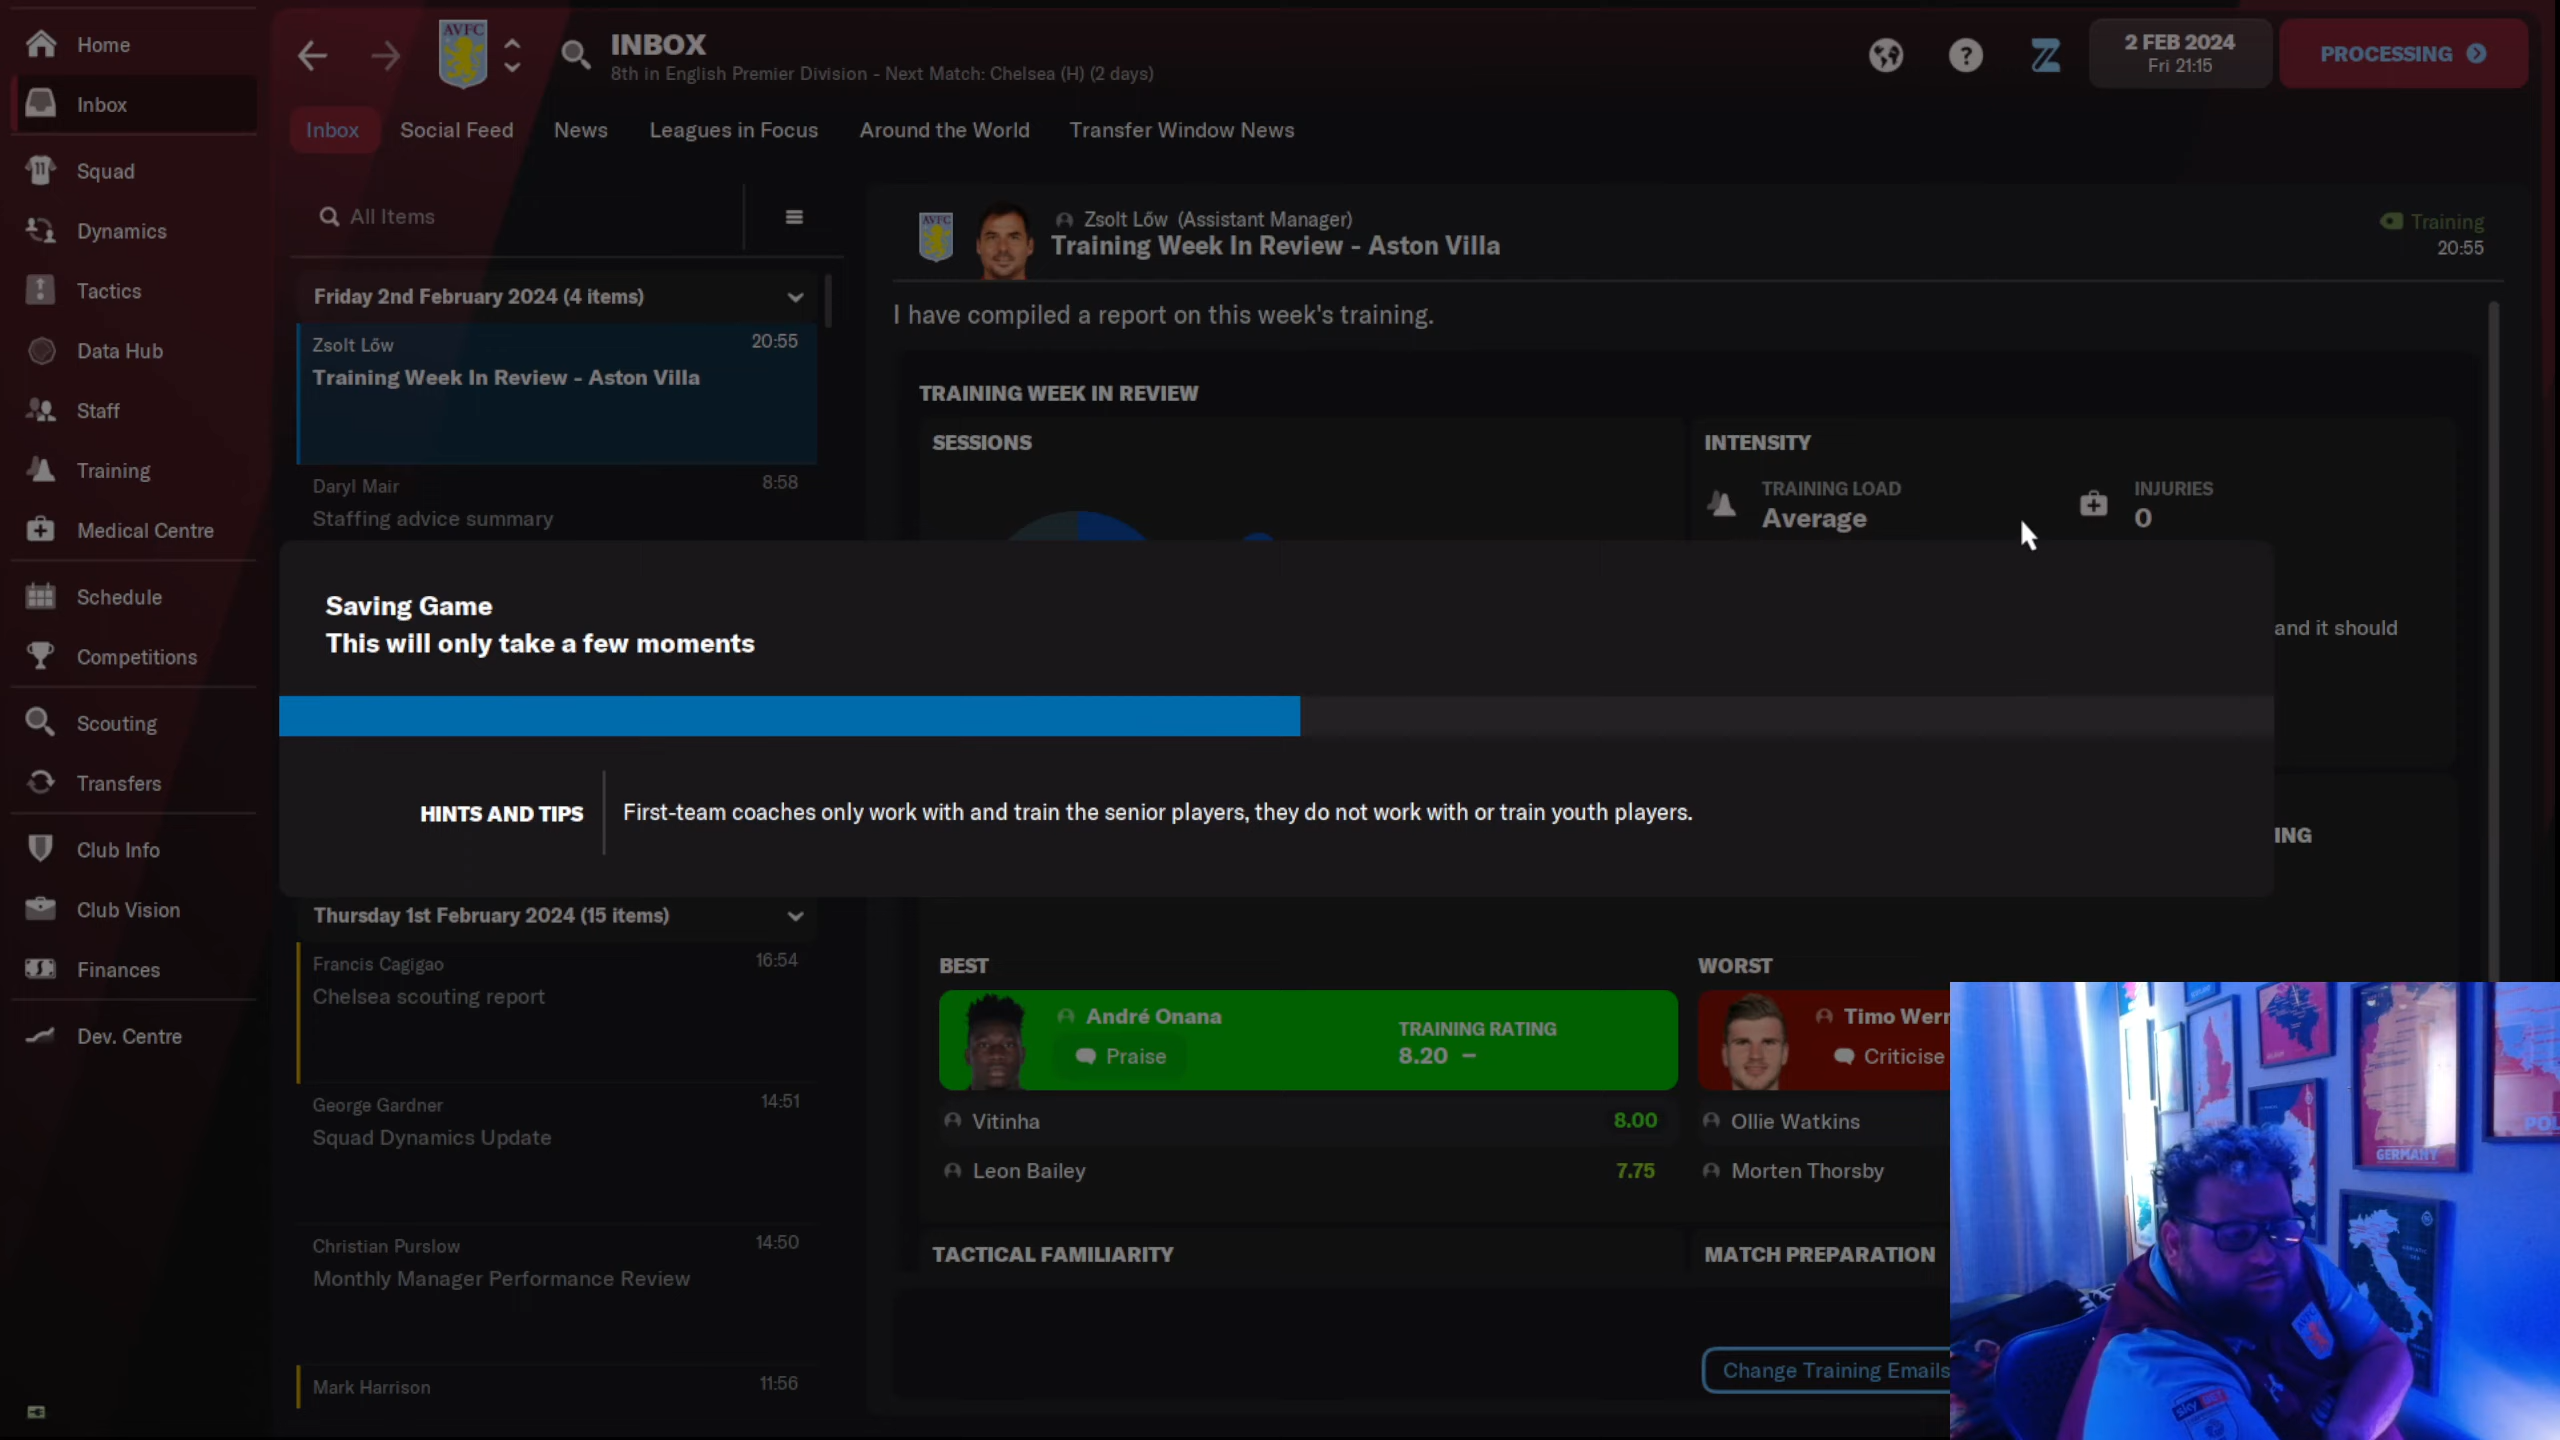 Home
Inbox
Squad
Dynamics
Tactics
Data Hub
Staff
Training
Medical Centre
Schedule
Competitions
Scouting
Transfers
Club Info
Club Vision
Finances
Dev. Centre
AVFC
INBOX
8th in English Premier Division - Next Match: Chelsea (H) (2 days)
2 FEB 2024
Fri 21:15
PROCESSING
Inbox Social Feed News Leagues in Focus Around the World Transfer Window News
All Items
Friday 2nd February 2024 (4 items)
Zsolt Lőw 20:55
Training Week In Review - Aston Villa
Daryl Mair 8:58
Staffing advice summary
AVFC
Zsolt Lőw (Assistant Manager)
Training Week In Review - Aston Villa
Training
20:55
I have compiled a report on this week's training.
TRAINING WEEK IN REVIEW
SESSIONS
INTENSITY
TRAINING LOAD
Average
INJURIES
0
and it should
ING
Saving Game
This will only take a few moments
HINTS AND TIPS First-team coaches only work with and train the senior players, they do not work with or train youth players.
Thursday 1st February 2024 (15 items)
Francis Cagigao 16:54
Chelsea scouting report
George Gardner 14:51
Squad Dynamics Update
Christian Purslow 14:50
Monthly Manager Performance Review
Mark Harrison 11:56
BEST
André Onana
Praise
TRAINING RATING
8.20 –
Vitinha 8.00
Leon Bailey 7.75
WORST
Timo Werr
Criticise
Ollie Watkins
Morten Thorsby
TACTICAL FAMILIARITY
MATCH PREPARATION
Change Training Emails
GERMANY
POL
AVFC
sky